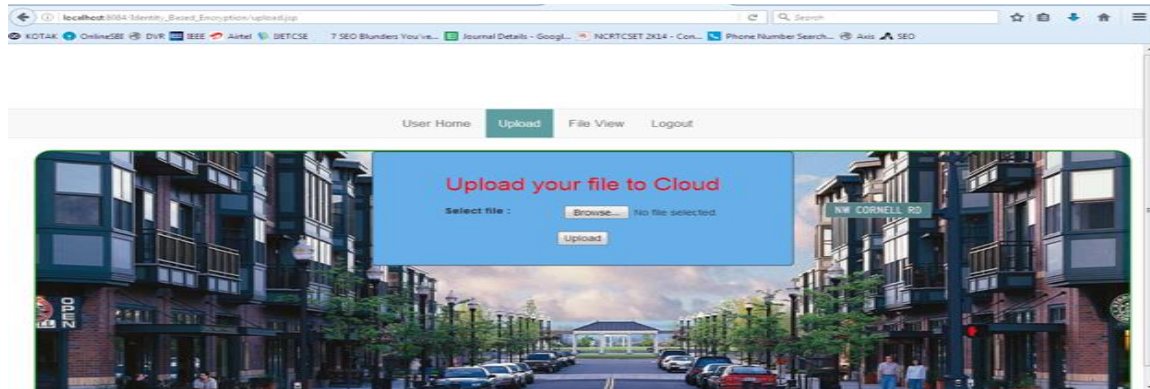 localhost:8084/Identity_Based_Encryption/upload.jsp
Search
KOTAK OnlineSBI DVR IEEE Airtel IJETCSE 7 SEO Blunders You've... Journal Details - Googl... NCRTCSET 2K14 - Con... Phone Number Search... Axis SEO
User Home Upload File View Logout
Upload your file to Cloud
Select file : Browse... No file selected.
Upload
NW CORNELL RD
OPEN